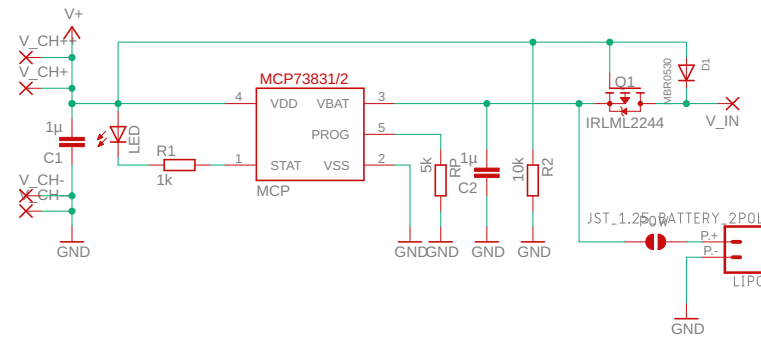 V+
V_CH+
V_CH+
MCP73831/2
4 VDD VBAT 3
PROG 5
1 STAT VSS 2
MCP
1µ
C1
LED
R1
1k
V_CH-
V_CH-
GND
5k
RP
1µ
C2
10k
R2
GND
GND
GND
GND
Q1
IRLML2244
MBR0530
D1
V_IN
JST_1.25_BATTERY_2POL
POW
P.+
P.-
LIPO
GND